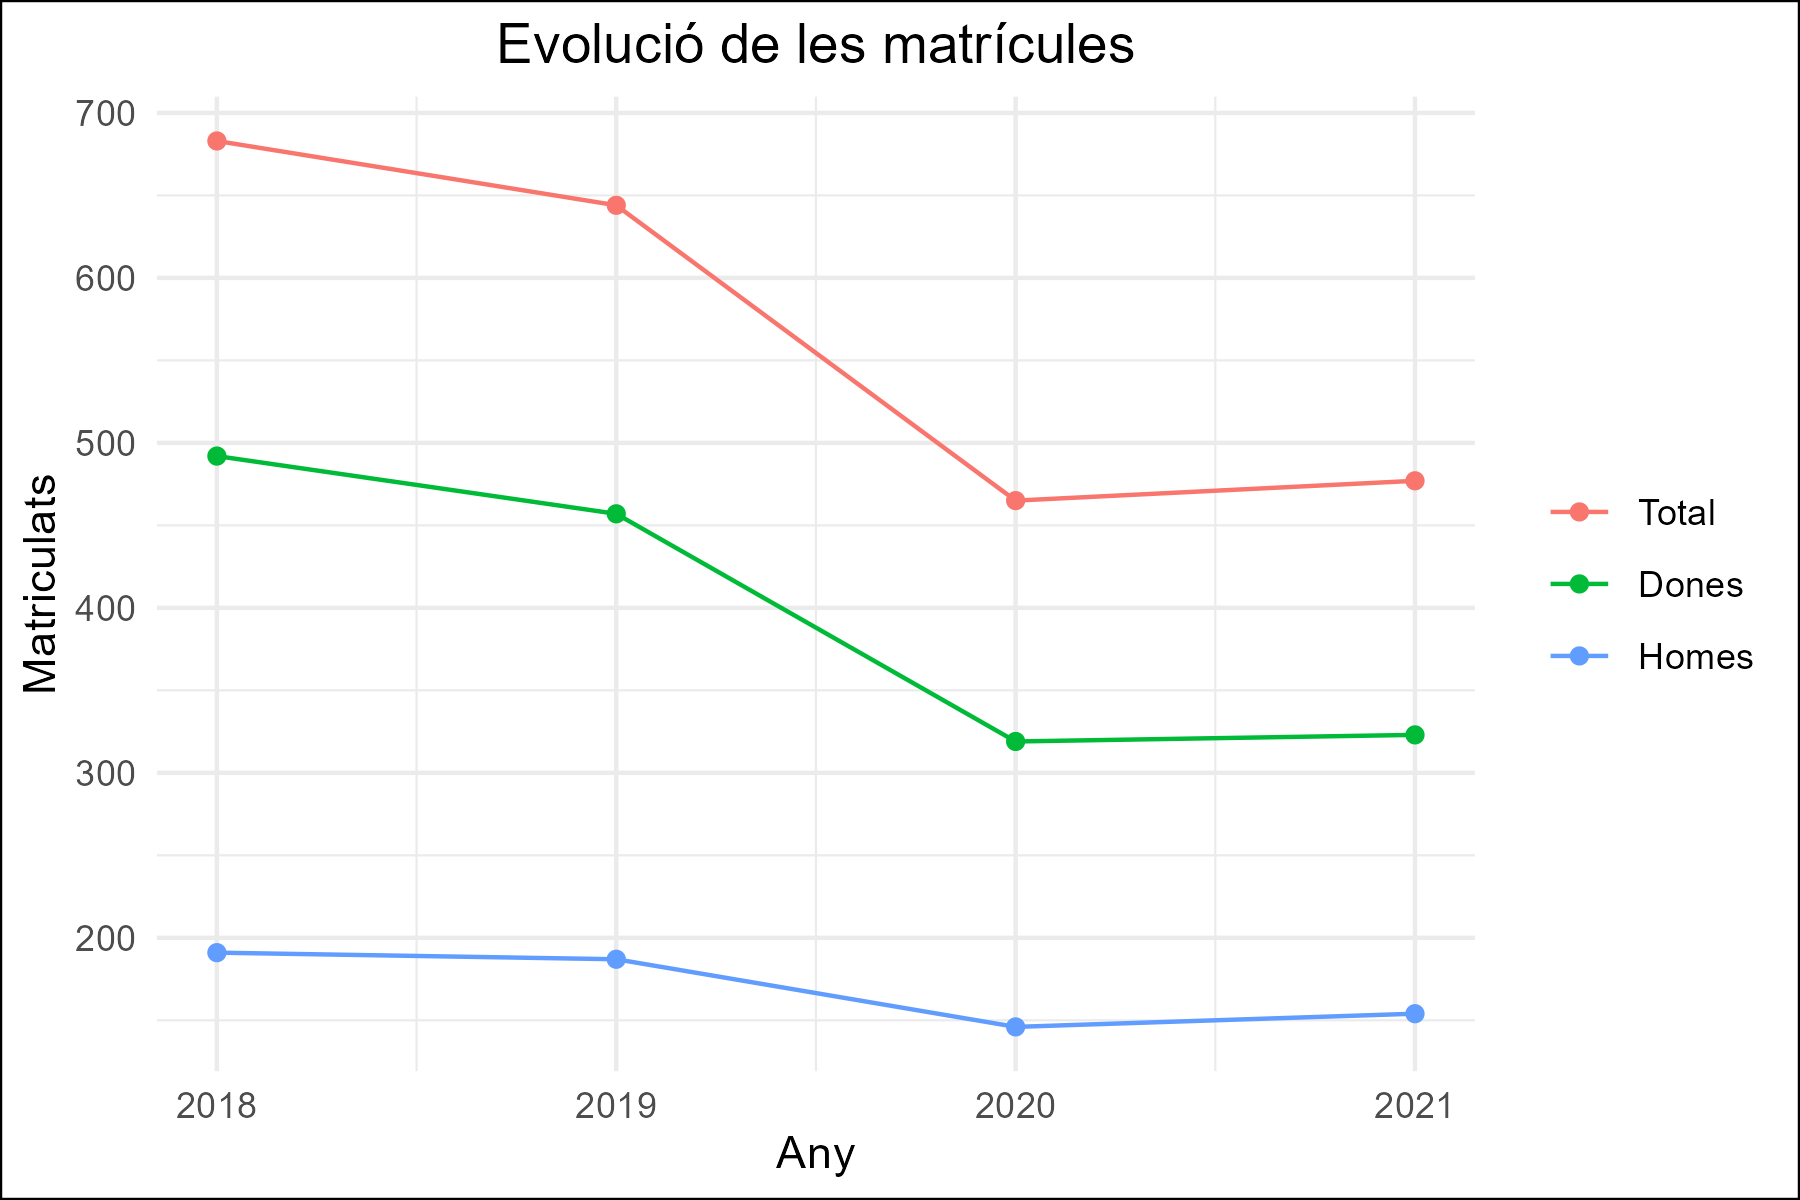 Evolució de les matrícules
700
600
500
400
300
200
Matriculats
2018 2019 2020 2021
Any
Total
Dones
Homes